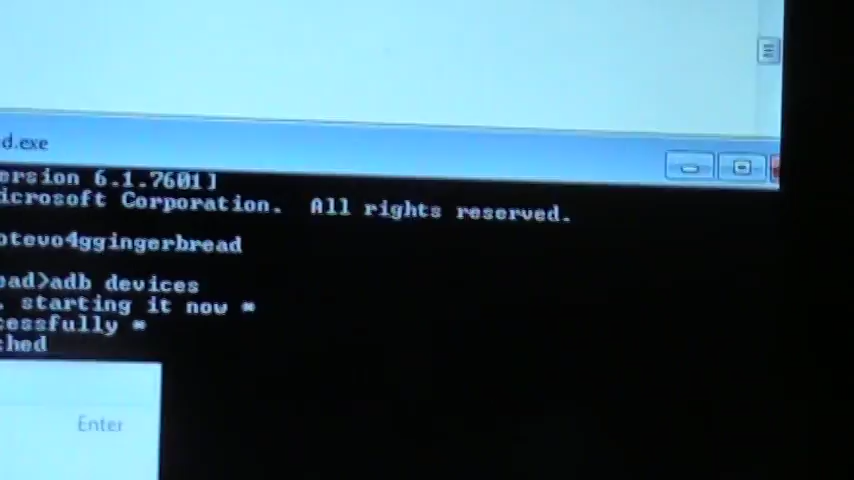 d.exe
ersion 6.1.7601]
icrosoft Corporation. All rights reserved.
otevo4ggingerbread
ead>adb devices
. starting it now *
cessfully *
ched
Enter